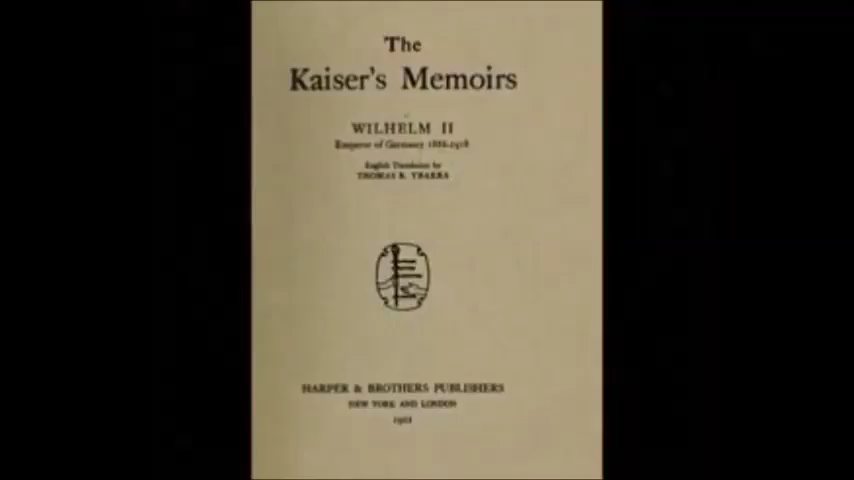 The
Kaiser's Memoirs
WILHELM II
Emperor of Germany 1888-1918
English Translation by
THOMAS R. YBARRA
HARPER & BROTHERS PUBLISHERS
NEW YORK AND LONDON
1922